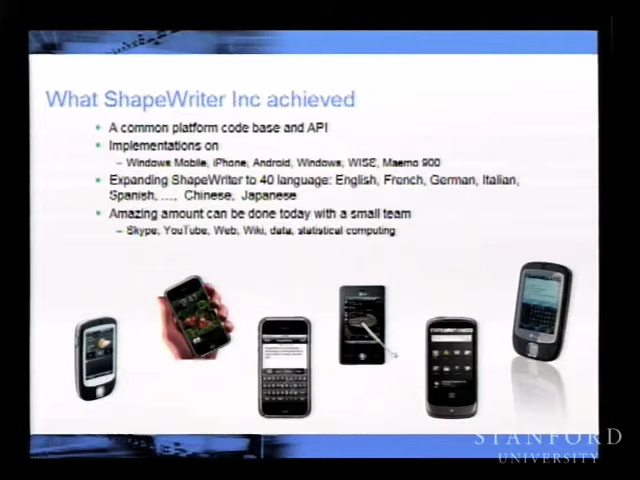 What ShapeWriter Inc achieved
A common platform code base and API
Implementations on
– Windows Mobile, iPhone, Android, Windows, WISE, Maemo 900
Expanding ShapeWriter to 40 language: English, French, German, Italian,
Spanish, ..., Chinese, Japanese
Amazing amount can be done today with a small team
– Skype, YouTube, Web, Wiki, data, statistical computing
STANFORD
UNIVERSITY